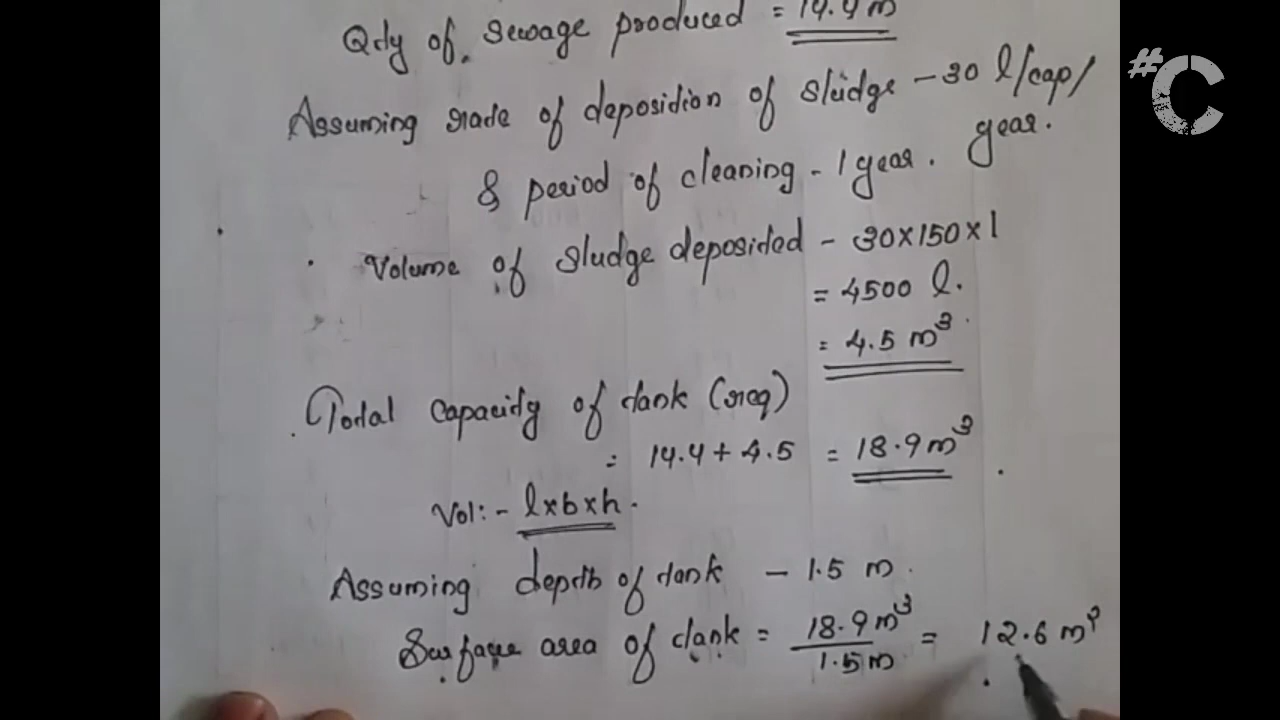 Qty of sewage produced = 14.4 m
Assuming rate of deposition of sludge - 30 l/cap/
year.
& period of cleaning - 1 year.
Volume of sludge deposited - 30×150×1
= 4500 l.
= 4.5 m³
Total capacity of tank (req)
= 14.4 + 4.5 = 18.9 m³
Vol:- l×b×h.
Assuming depth of tank - 1.5 m.
Surface area of tank = 18.9 m³ / 1.5 m = 12.6 m²
#C